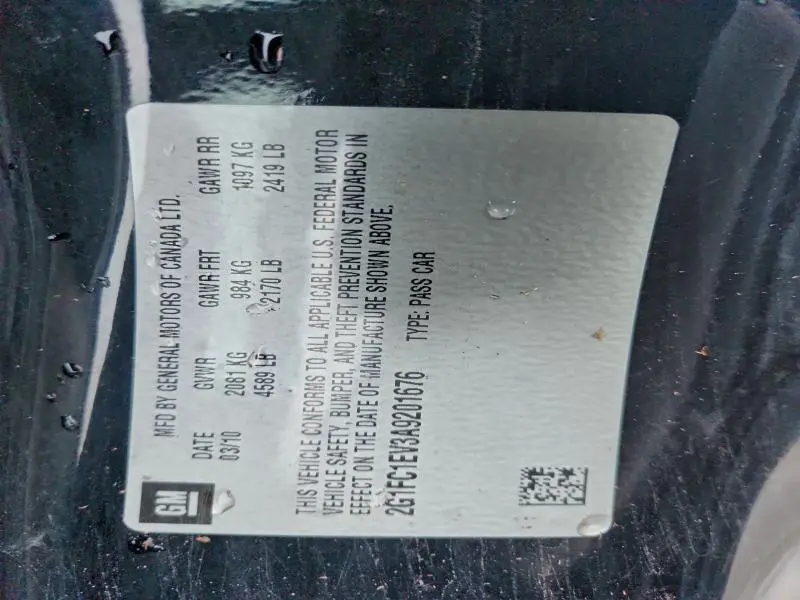 GM
MFD BY GENERAL MOTORS OF CANADA LTD.
DATE GVWR GAWR FRT GAWR RR
03/10 2081 KG 984 KG 1097 KG
4589 LB 2170 LB 2419 LB
THIS VEHICLE CONFORMS TO ALL APPLICABLE U.S. FEDERAL MOTOR
VEHICLE SAFETY, BUMPER, AND THEFT PREVENTION STANDARDS IN
EFFECT ON THE DATE OF MANUFACTURE SHOWN ABOVE.
2G1FC1EV3A9201676 TYPE: PASS CAR